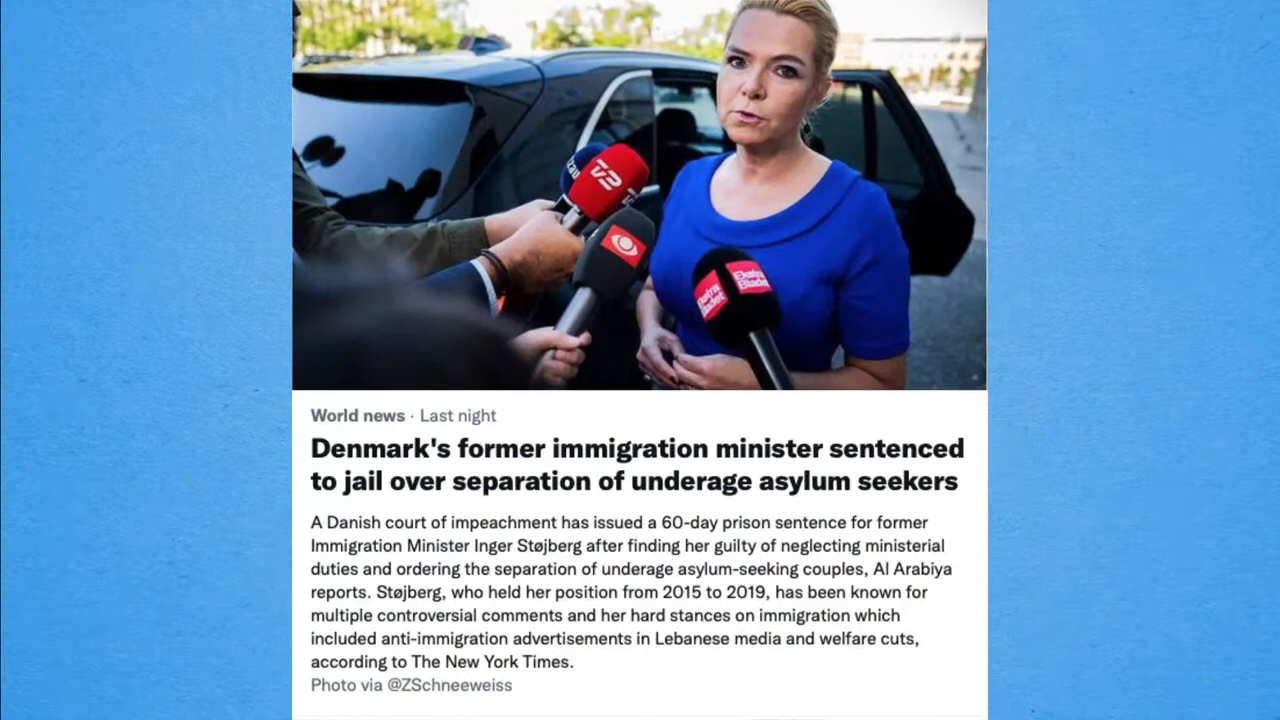 TV2
Ekstra
Bladet
Ekstra
Bladet
World news · Last night
Denmark's former immigration minister sentenced
to jail over separation of underage asylum seekers
A Danish court of impeachment has issued a 60-day prison sentence for former
Immigration Minister Inger Støjberg after finding her guilty of neglecting ministerial
duties and ordering the separation of underage asylum-seeking couples, Al Arabiya
reports. Støjberg, who held her position from 2015 to 2019, has been known for
multiple controversial comments and her hard stances on immigration which
included anti-immigration advertisements in Lebanese media and welfare cuts,
according to The New York Times.
Photo via @ZSchneeweiss